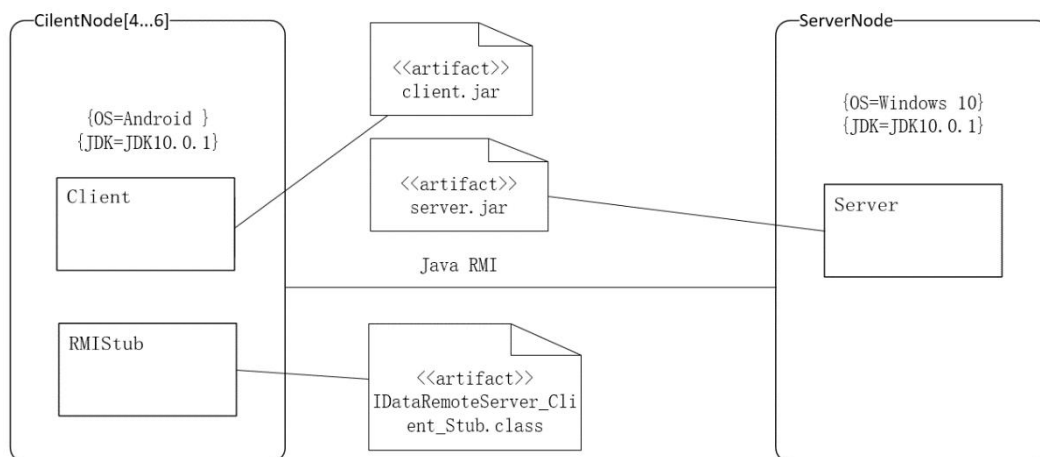 CilentNode[4...6]
{OS=Android }
{JDK=JDK10.0.1}
Client
RMIStub
<<artifact>>
client.jar
<<artifact>>
server.jar
Java RMI
<<artifact>>
IDataRemoteServer_Cli
ent_Stub.class
ServerNode
{OS=Windows 10}
{JDK=JDK10.0.1}
Server